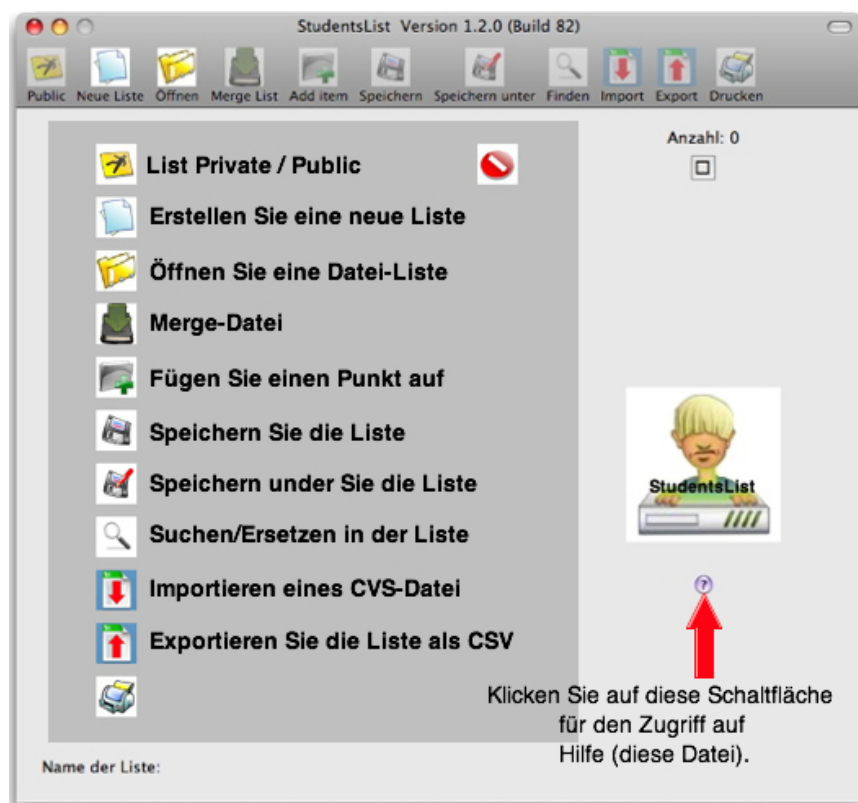 StudentsList Version 1.2.0 (Build 82)
Public Neue Liste Öffnen Merge List Add item Speichern Speichern unter Finden Import Export Drucken
Anzahl: 0
List Private / Public
Erstellen Sie eine neue Liste
Öffnen Sie eine Datei-Liste
Merge-Datei
Fügen Sie einen Punkt auf
Speichern Sie die Liste
Speichern under Sie die Liste
Suchen/Ersetzen in der Liste
Importieren eines CVS-Datei
Exportieren Sie die Liste als CSV
StudentsList
?
Klicken Sie auf diese Schaltfläche
für den Zugriff auf
Hilfe (diese Datei).
Name der Liste: